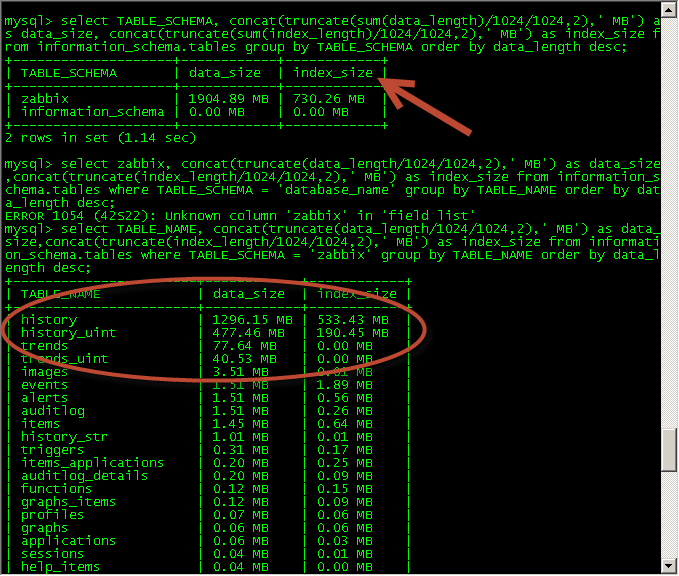 mysql> select TABLE_SCHEMA, concat(truncate(sum(data_length)/1024/1024,2),' MB') a
s data_size, concat(truncate(sum(index_length)/1024/1024,2),' MB') as index_size f
rom information_schema.tables group by TABLE_SCHEMA order by data_length desc;
+--------------------+------------+------------+
| TABLE_SCHEMA | data_size | index_size |
+--------------------+------------+------------+
| zabbix | 1904.89 MB | 730.26 MB |
| information_schema | 0.00 MB | 0.00 MB |
+--------------------+------------+------------+
2 rows in set (1.14 sec)
mysql> select zabbix, concat(truncate(data_length/1024/1024,2),' MB') as data_size
,concat(truncate(index_length/1024/1024,2),' MB') as index_size from information_s
chema.tables where TABLE_SCHEMA = 'database_name' group by TABLE_NAME order by dat
a_length desc;
ERROR 1054 (42S22): Unknown column 'zabbix' in 'field list'
mysql> select TABLE_NAME, concat(truncate(data_length/1024/1024,2),' MB') as data_
size,concat(truncate(index_length/1024/1024,2),' MB') as index_size from informati
on_schema.tables where TABLE_SCHEMA = 'zabbix' group by TABLE_NAME order by data_l
ength desc;
+-----------------------+------------+------------+
| TABLE_NAME | data_size | index_size |
+-----------------------+------------+------------+
| history | 1296.15 MB | 533.43 MB |
| history_uint | 477.46 MB | 190.45 MB |
| trends | 77.64 MB | 0.00 MB |
| trends_uint | 40.53 MB | 0.00 MB |
| images | 3.51 MB | 0.01 MB |
| events | 1.51 MB | 1.89 MB |
| alerts | 1.51 MB | 0.56 MB |
| auditlog | 1.51 MB | 0.26 MB |
| items | 1.45 MB | 0.64 MB |
| history_str | 1.01 MB | 0.01 MB |
| triggers | 0.31 MB | 0.17 MB |
| items_applications | 0.20 MB | 0.25 MB |
| auditlog_details | 0.20 MB | 0.09 MB |
| functions | 0.12 MB | 0.15 MB |
| graphs_items | 0.12 MB | 0.09 MB |
| profiles | 0.07 MB | 0.06 MB |
| graphs | 0.06 MB | 0.06 MB |
| applications | 0.06 MB | 0.03 MB |
| sessions | 0.04 MB | 0.01 MB |
| help_items | 0.04 MB | 0.00 MB |